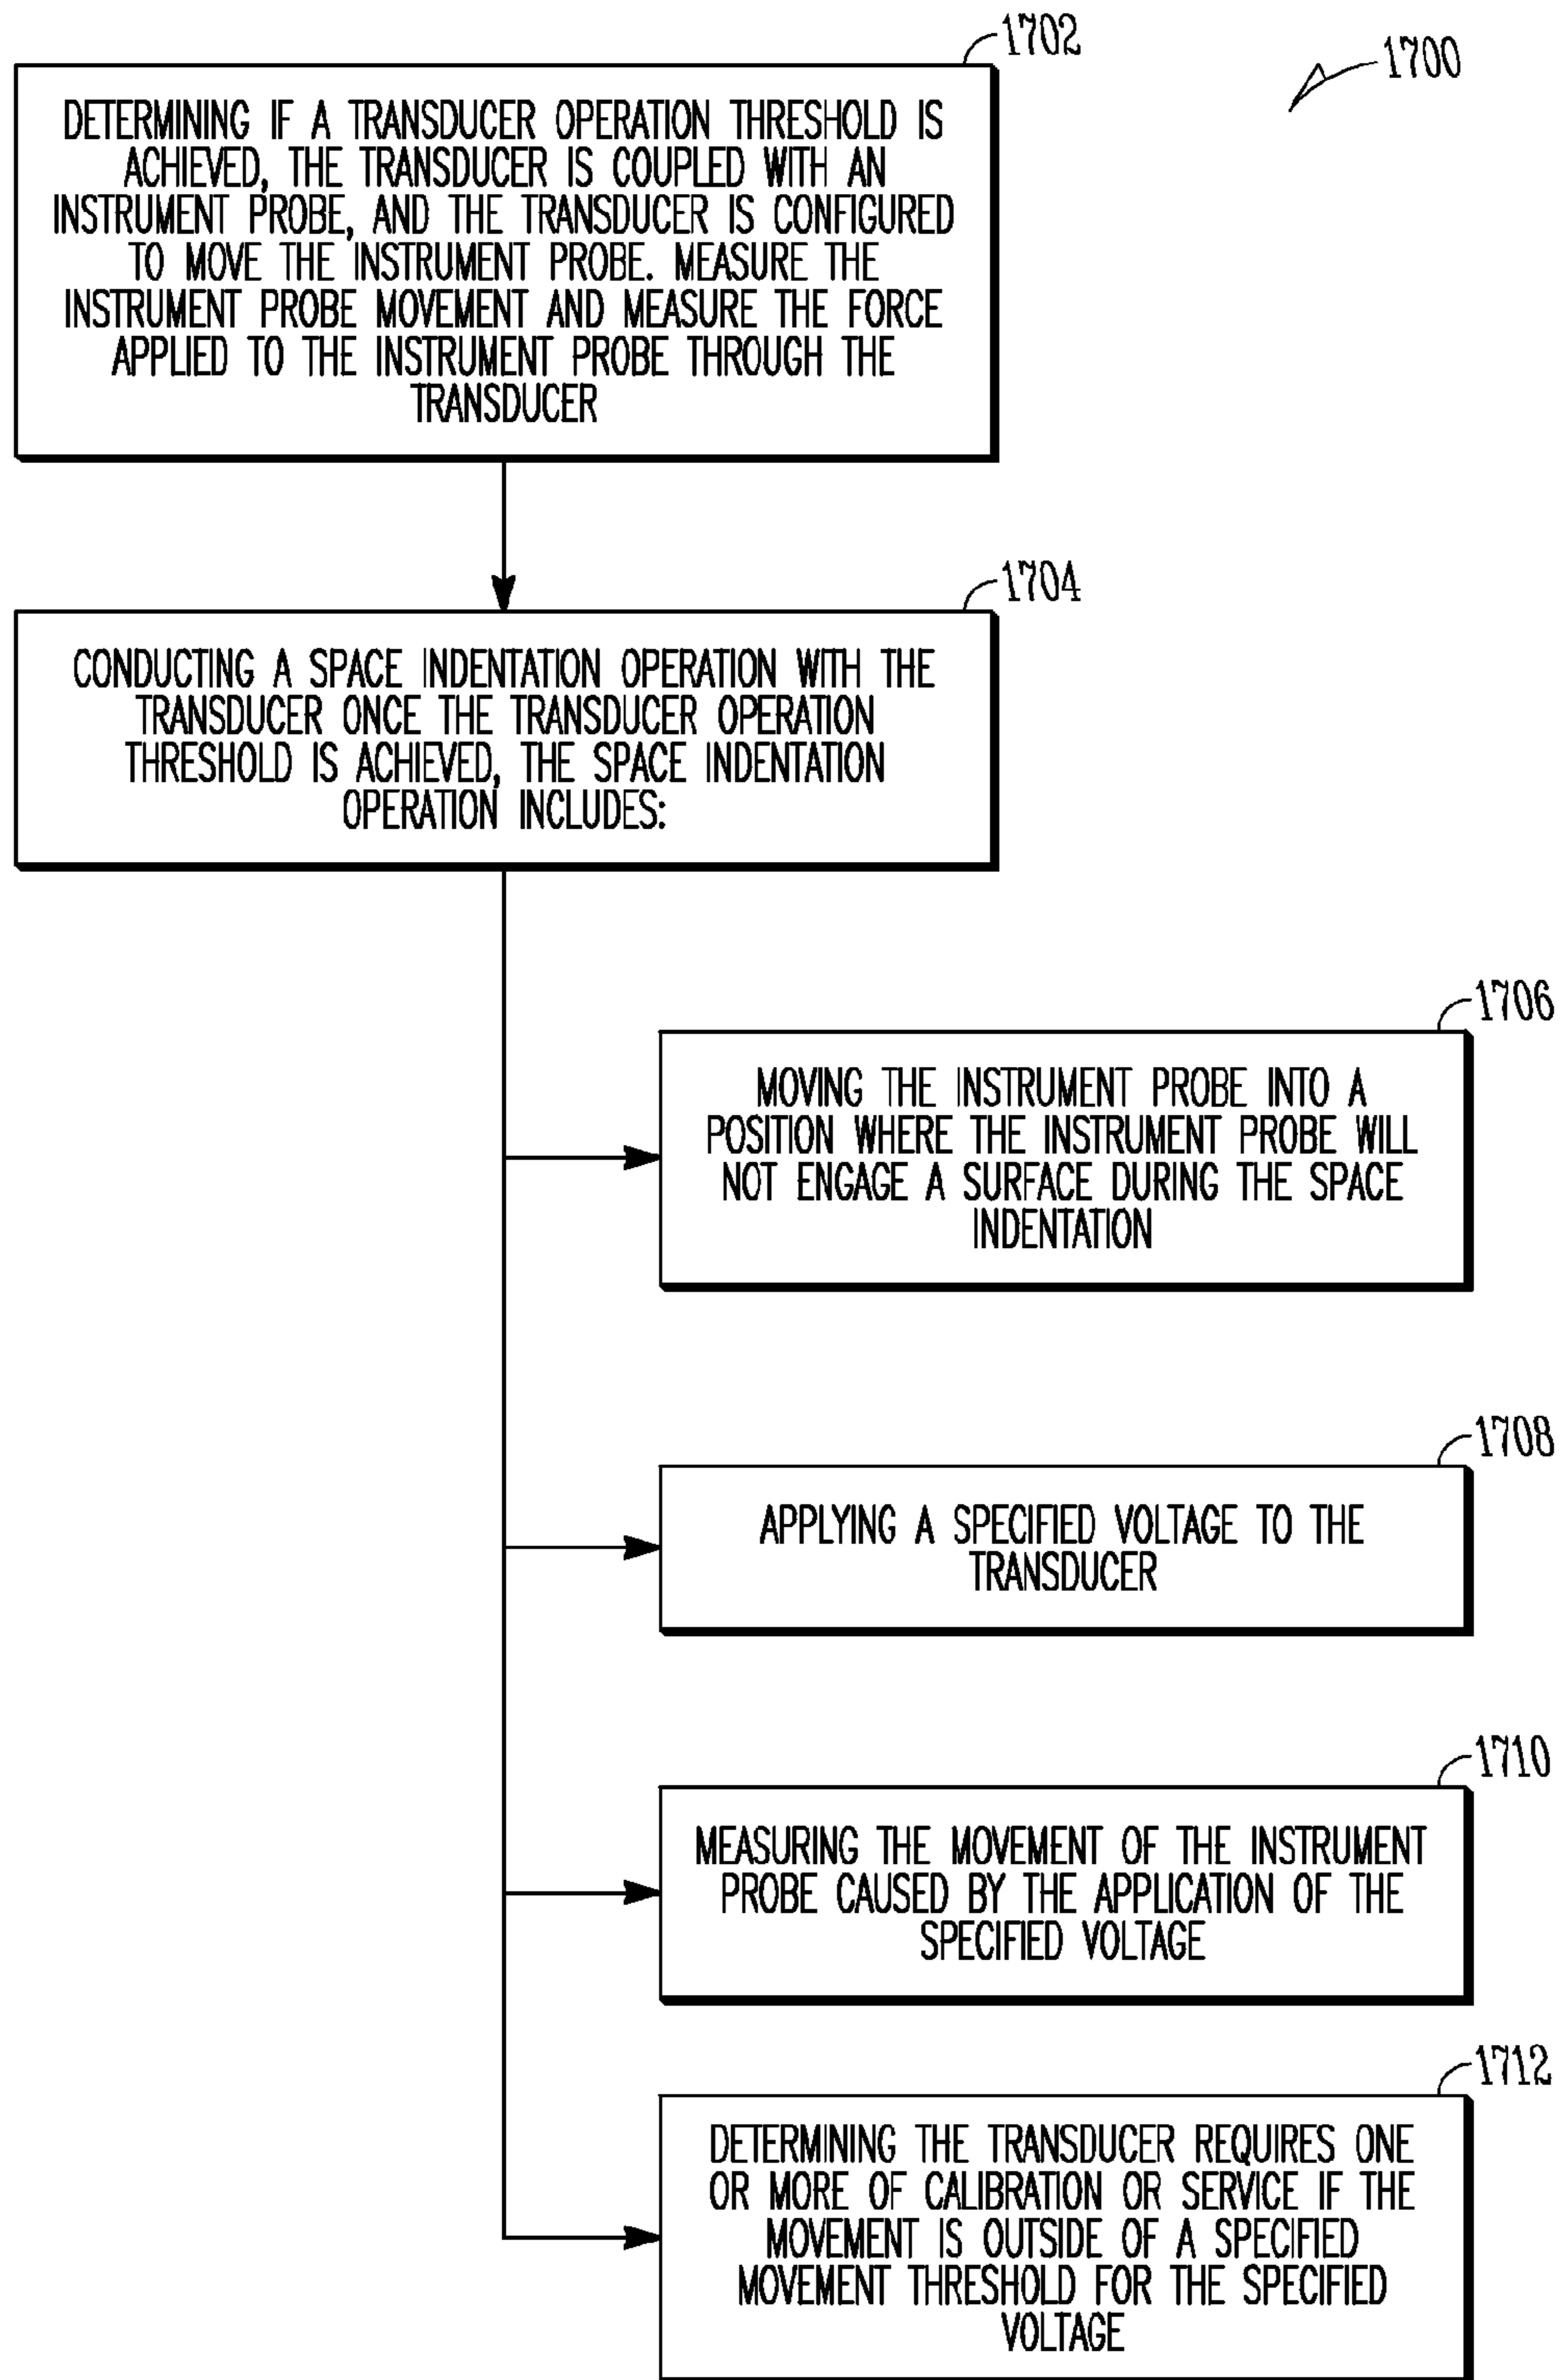 1702
1700
DETERMINING IF A TRANSDUCER OPERATION THRESHOLD IS
ACHIEVED, THE TRANSDUCER IS COUPLED WITH AN
INSTRUMENT PROBE, AND THE TRANSDUCER IS CONFIGURED
TO MOVE THE INSTRUMENT PROBE. MEASURE THE
INSTRUMENT PROBE MOVEMENT AND MEASURE THE FORCE
APPLIED TO THE INSTRUMENT PROBE THROUGH THE
TRANSDUCER
1704
CONDUCTING A SPACE INDENTATION OPERATION WITH THE
TRANSDUCER ONCE THE TRANSDUCER OPERATION
THRESHOLD IS ACHIEVED, THE SPACE INDENTATION
OPERATION INCLUDES:
1706
MOVING THE INSTRUMENT PROBE INTO A
POSITION WHERE THE INSTRUMENT PROBE WILL
NOT ENGAGE A SURFACE DURING THE SPACE
INDENTATION
1708
APPLYING A SPECIFIED VOLTAGE TO THE
TRANSDUCER
1710
MEASURING THE MOVEMENT OF THE INSTRUMENT
PROBE CAUSED BY THE APPLICATION OF THE
SPECIFIED VOLTAGE
1712
DETERMINING THE TRANSDUCER REQUIRES ONE
OR MORE OF CALIBRATION OR SERVICE IF THE
MOVEMENT IS OUTSIDE OF A SPECIFIED
MOVEMENT THRESHOLD FOR THE SPECIFIED
VOLTAGE